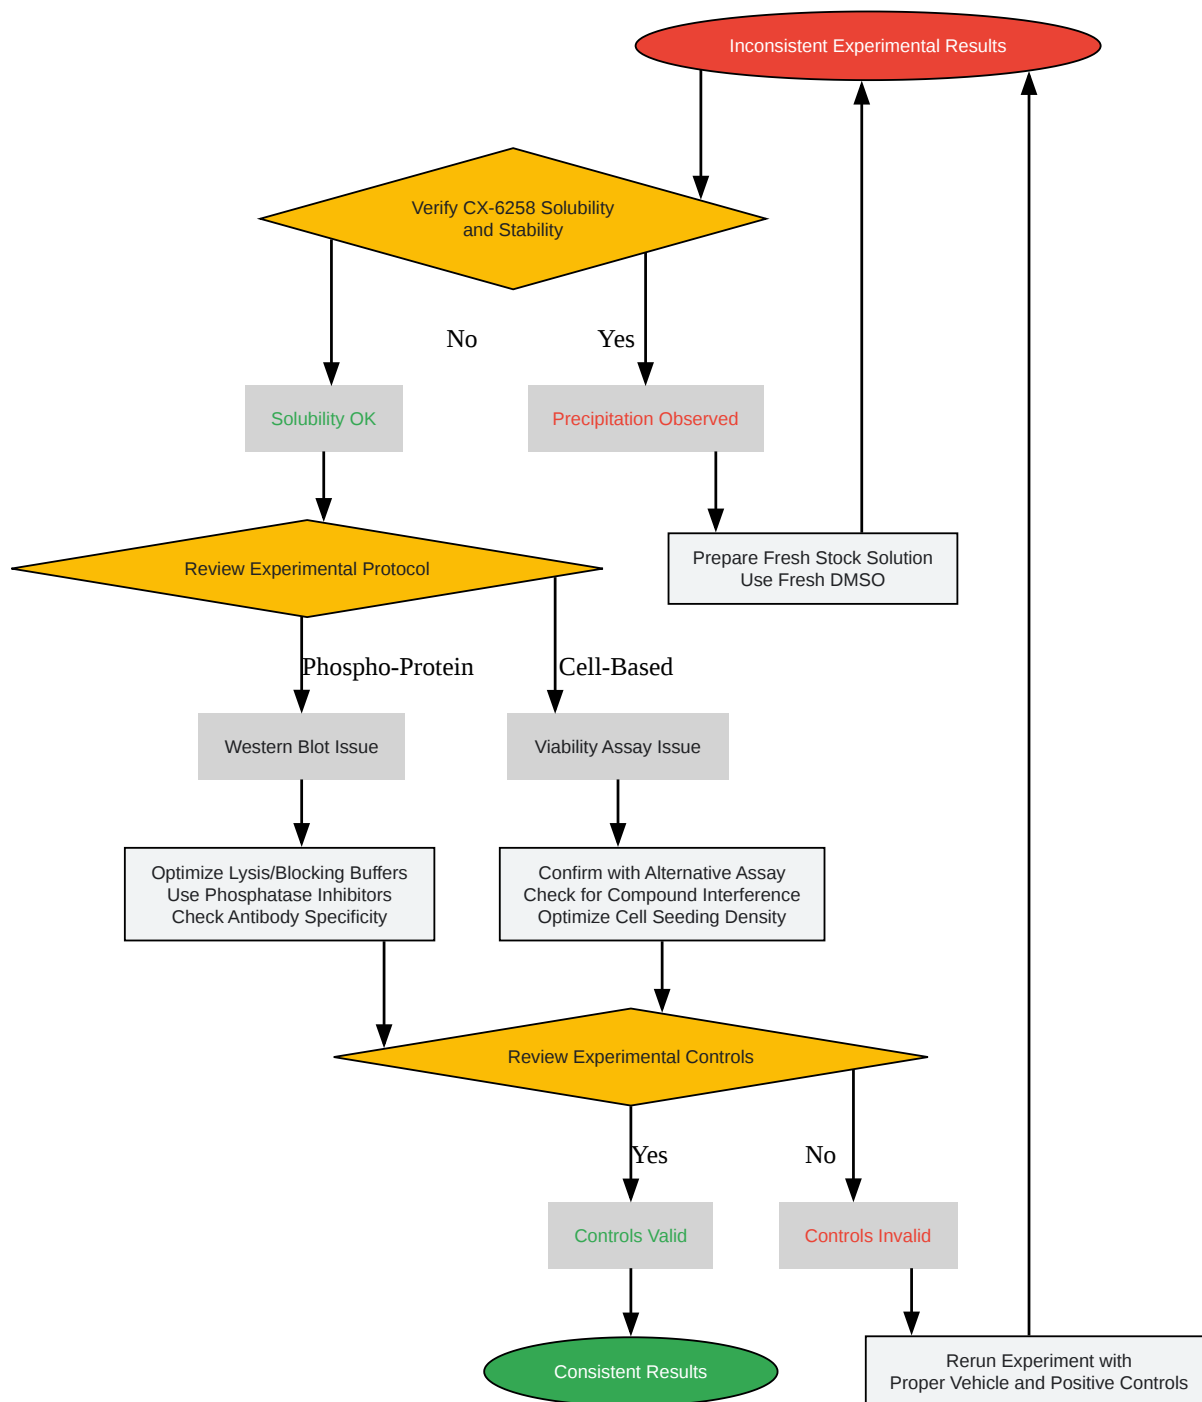 Inconsistent Experimental Results
Verify CX-6258 Solubility
and Stability
No
Yes
Solubility OK
Precipitation Observed
Prepare Fresh Stock Solution
Use Fresh DMSO
Review Experimental Protocol
Phospho-Protein
Cell-Based
Western Blot Issue
Viability Assay Issue
Optimize Lysis/Blocking Buffers
Use Phosphatase Inhibitors
Check Antibody Specificity
Confirm with Alternative Assay
Check for Compound Interference
Optimize Cell Seeding Density
Review Experimental Controls
Yes
No
Controls Valid
Controls Invalid
Consistent Results
Rerun Experiment with
Proper Vehicle and Positive Controls